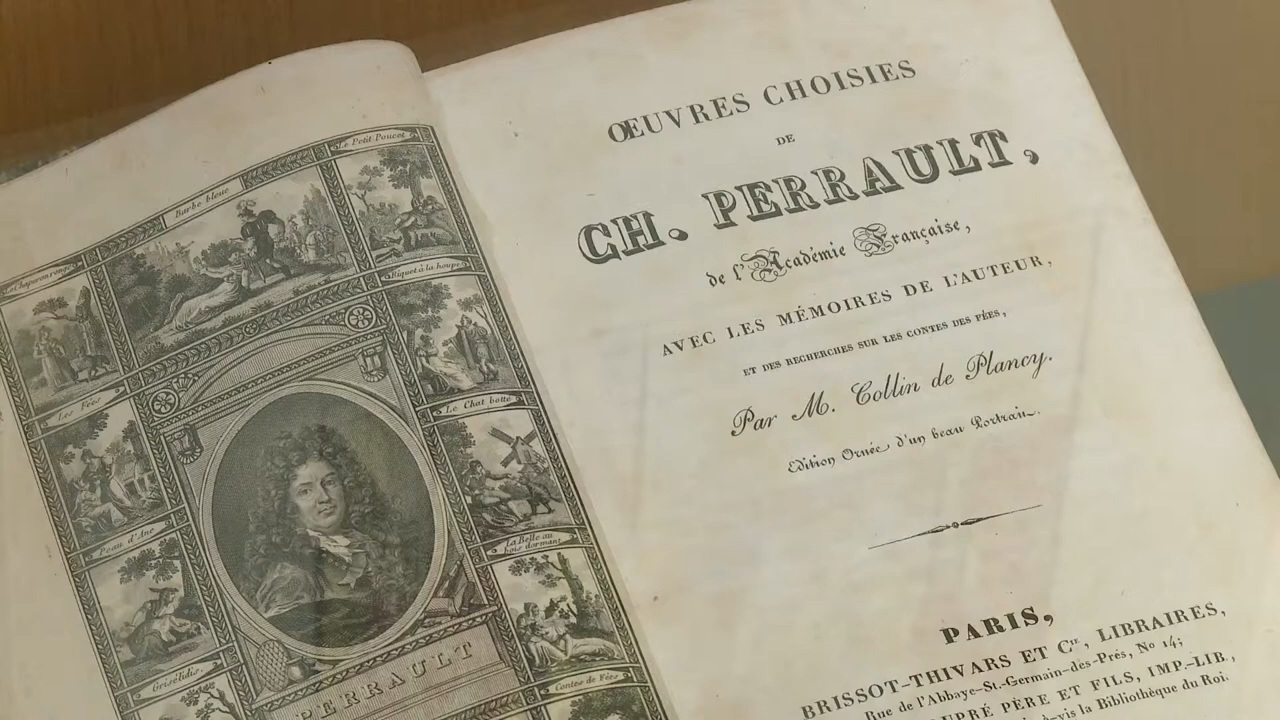 Le Petit Poucet
Barbe bleue
Chaperon rouge
Riquet à la houpe
Les Fées
Le Chat botté
Peau d'Ane
La Belle au
bois dormant
Grisélidis.
Contes de Fées
PERRAULT
ŒUVRES CHOISIES
DE
CH. PERRAULT,
de l'Académie Française,
AVEC LES MÉMOIRES DE L'AUTEUR,
ET DES RECHERCHES SUR LES CONTES DES FÉES,
Par M. Collin de Plancy.
Edition Ornée d'un beau Portrait.
PARIS,
BRISSOT-THIVARS ET Cie, LIBRAIRES,
Rue de l'Abbaye-St.-Germain-des-Prés, No 14;
PÈRE ET FILS, IMP.-LIB.,
vis la Bibliothèque du Roi.